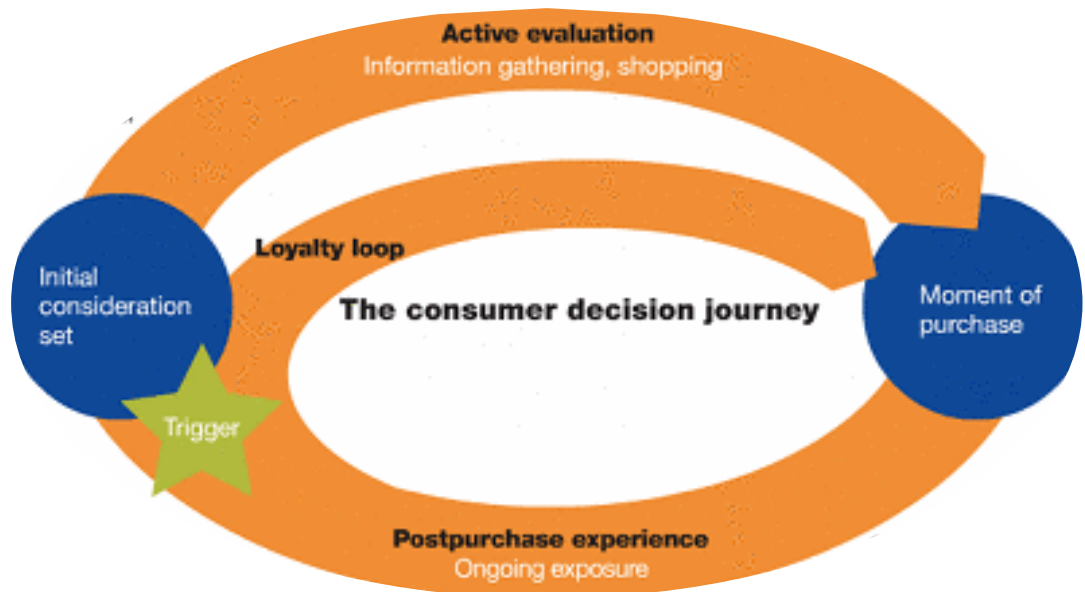 Active evaluation
Information gathering, shopping
Loyalty loop
Initial
consideration
set
The consumer decision journey
Moment of
purchase
Trigger
Postpurchase experience
Ongoing exposure